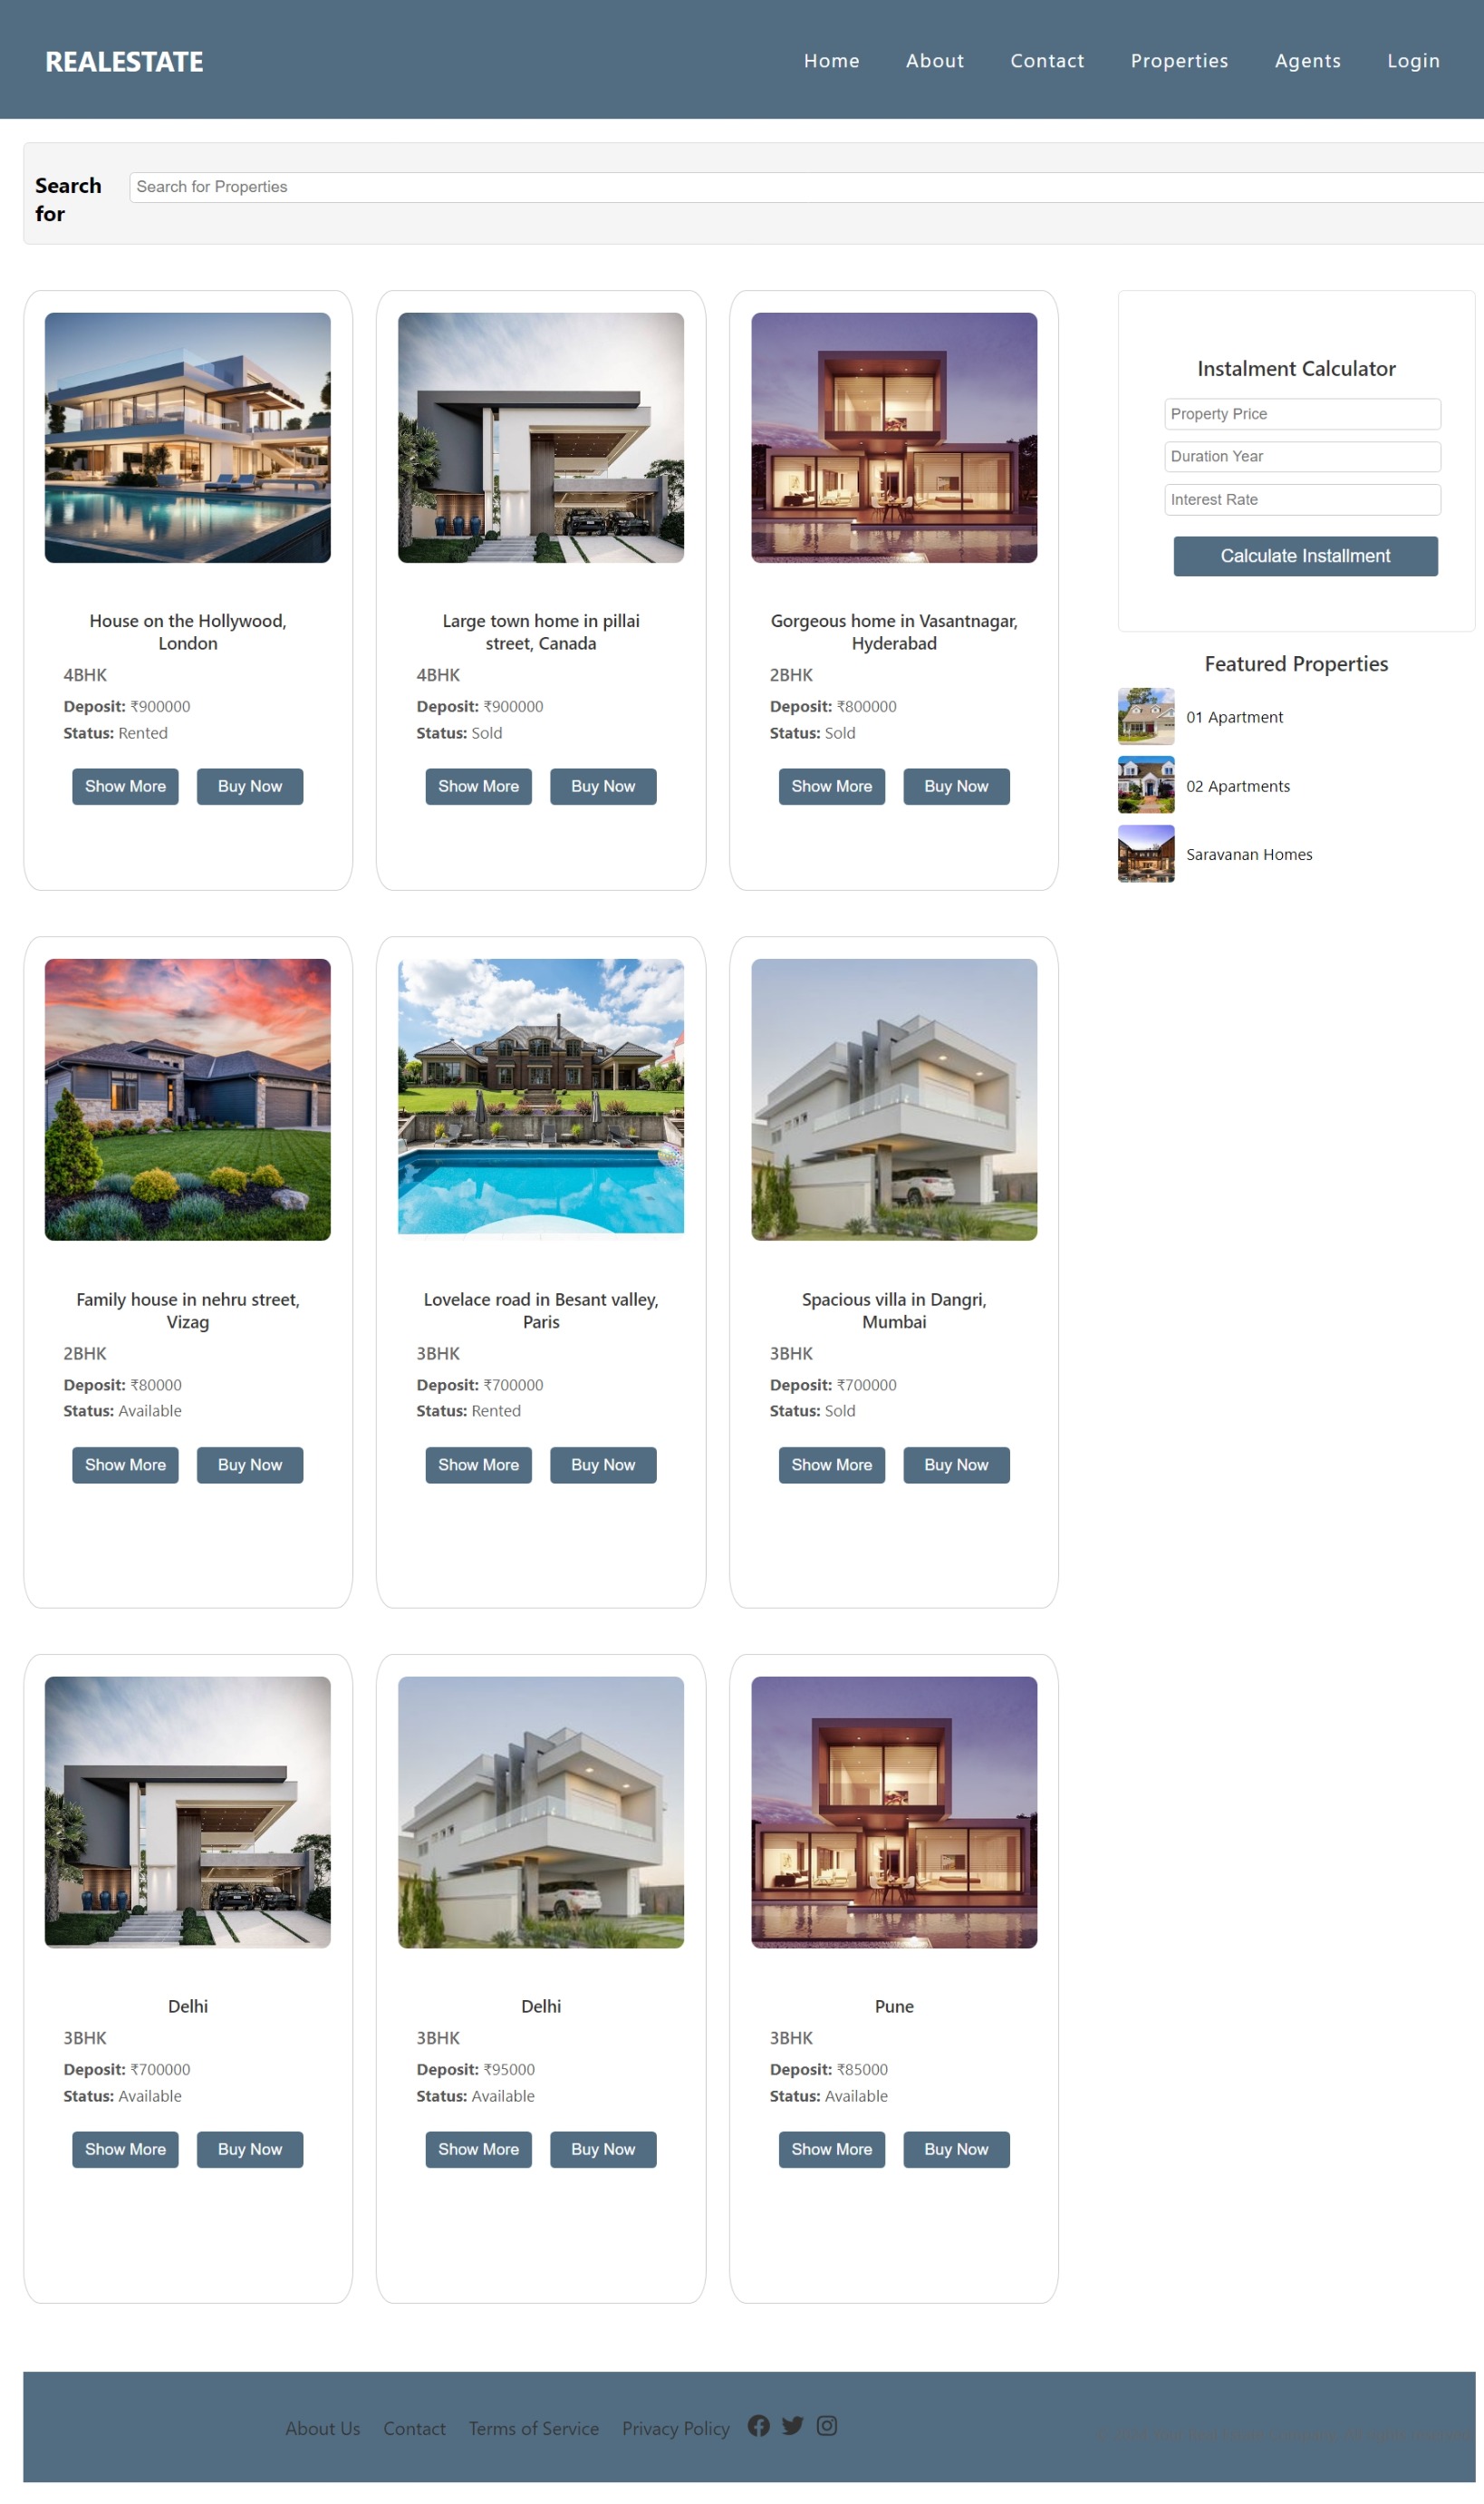 REALESTATE
Home About Contact Properties Agents Login
Search
for
Search for Properties
House on the Hollywood,
London
4BHK
Deposit: ₹900000
Status: Rented
Show More Buy Now
Large town home in pillai
street, Canada
4BHK
Deposit: ₹900000
Status: Sold
Show More Buy Now
Gorgeous home in Vasantnagar,
Hyderabad
2BHK
Deposit: ₹800000
Status: Sold
Show More Buy Now
Instalment Calculator
Property Price
Duration Year
Interest Rate
Calculate Installment
Featured Properties
01 Apartment
02 Apartments
Saravanan Homes
Family house in nehru street,
Vizag
2BHK
Deposit: ₹80000
Status: Available
Show More Buy Now
Lovelace road in Besant valley,
Paris
3BHK
Deposit: ₹700000
Status: Rented
Show More Buy Now
Spacious villa in Dangri,
Mumbai
3BHK
Deposit: ₹700000
Status: Sold
Show More Buy Now
Delhi
3BHK
Deposit: ₹700000
Status: Available
Show More Buy Now
Delhi
3BHK
Deposit: ₹95000
Status: Available
Show More Buy Now
Pune
3BHK
Deposit: ₹85000
Status: Available
Show More Buy Now
About Us Contact Terms of Service Privacy Policy